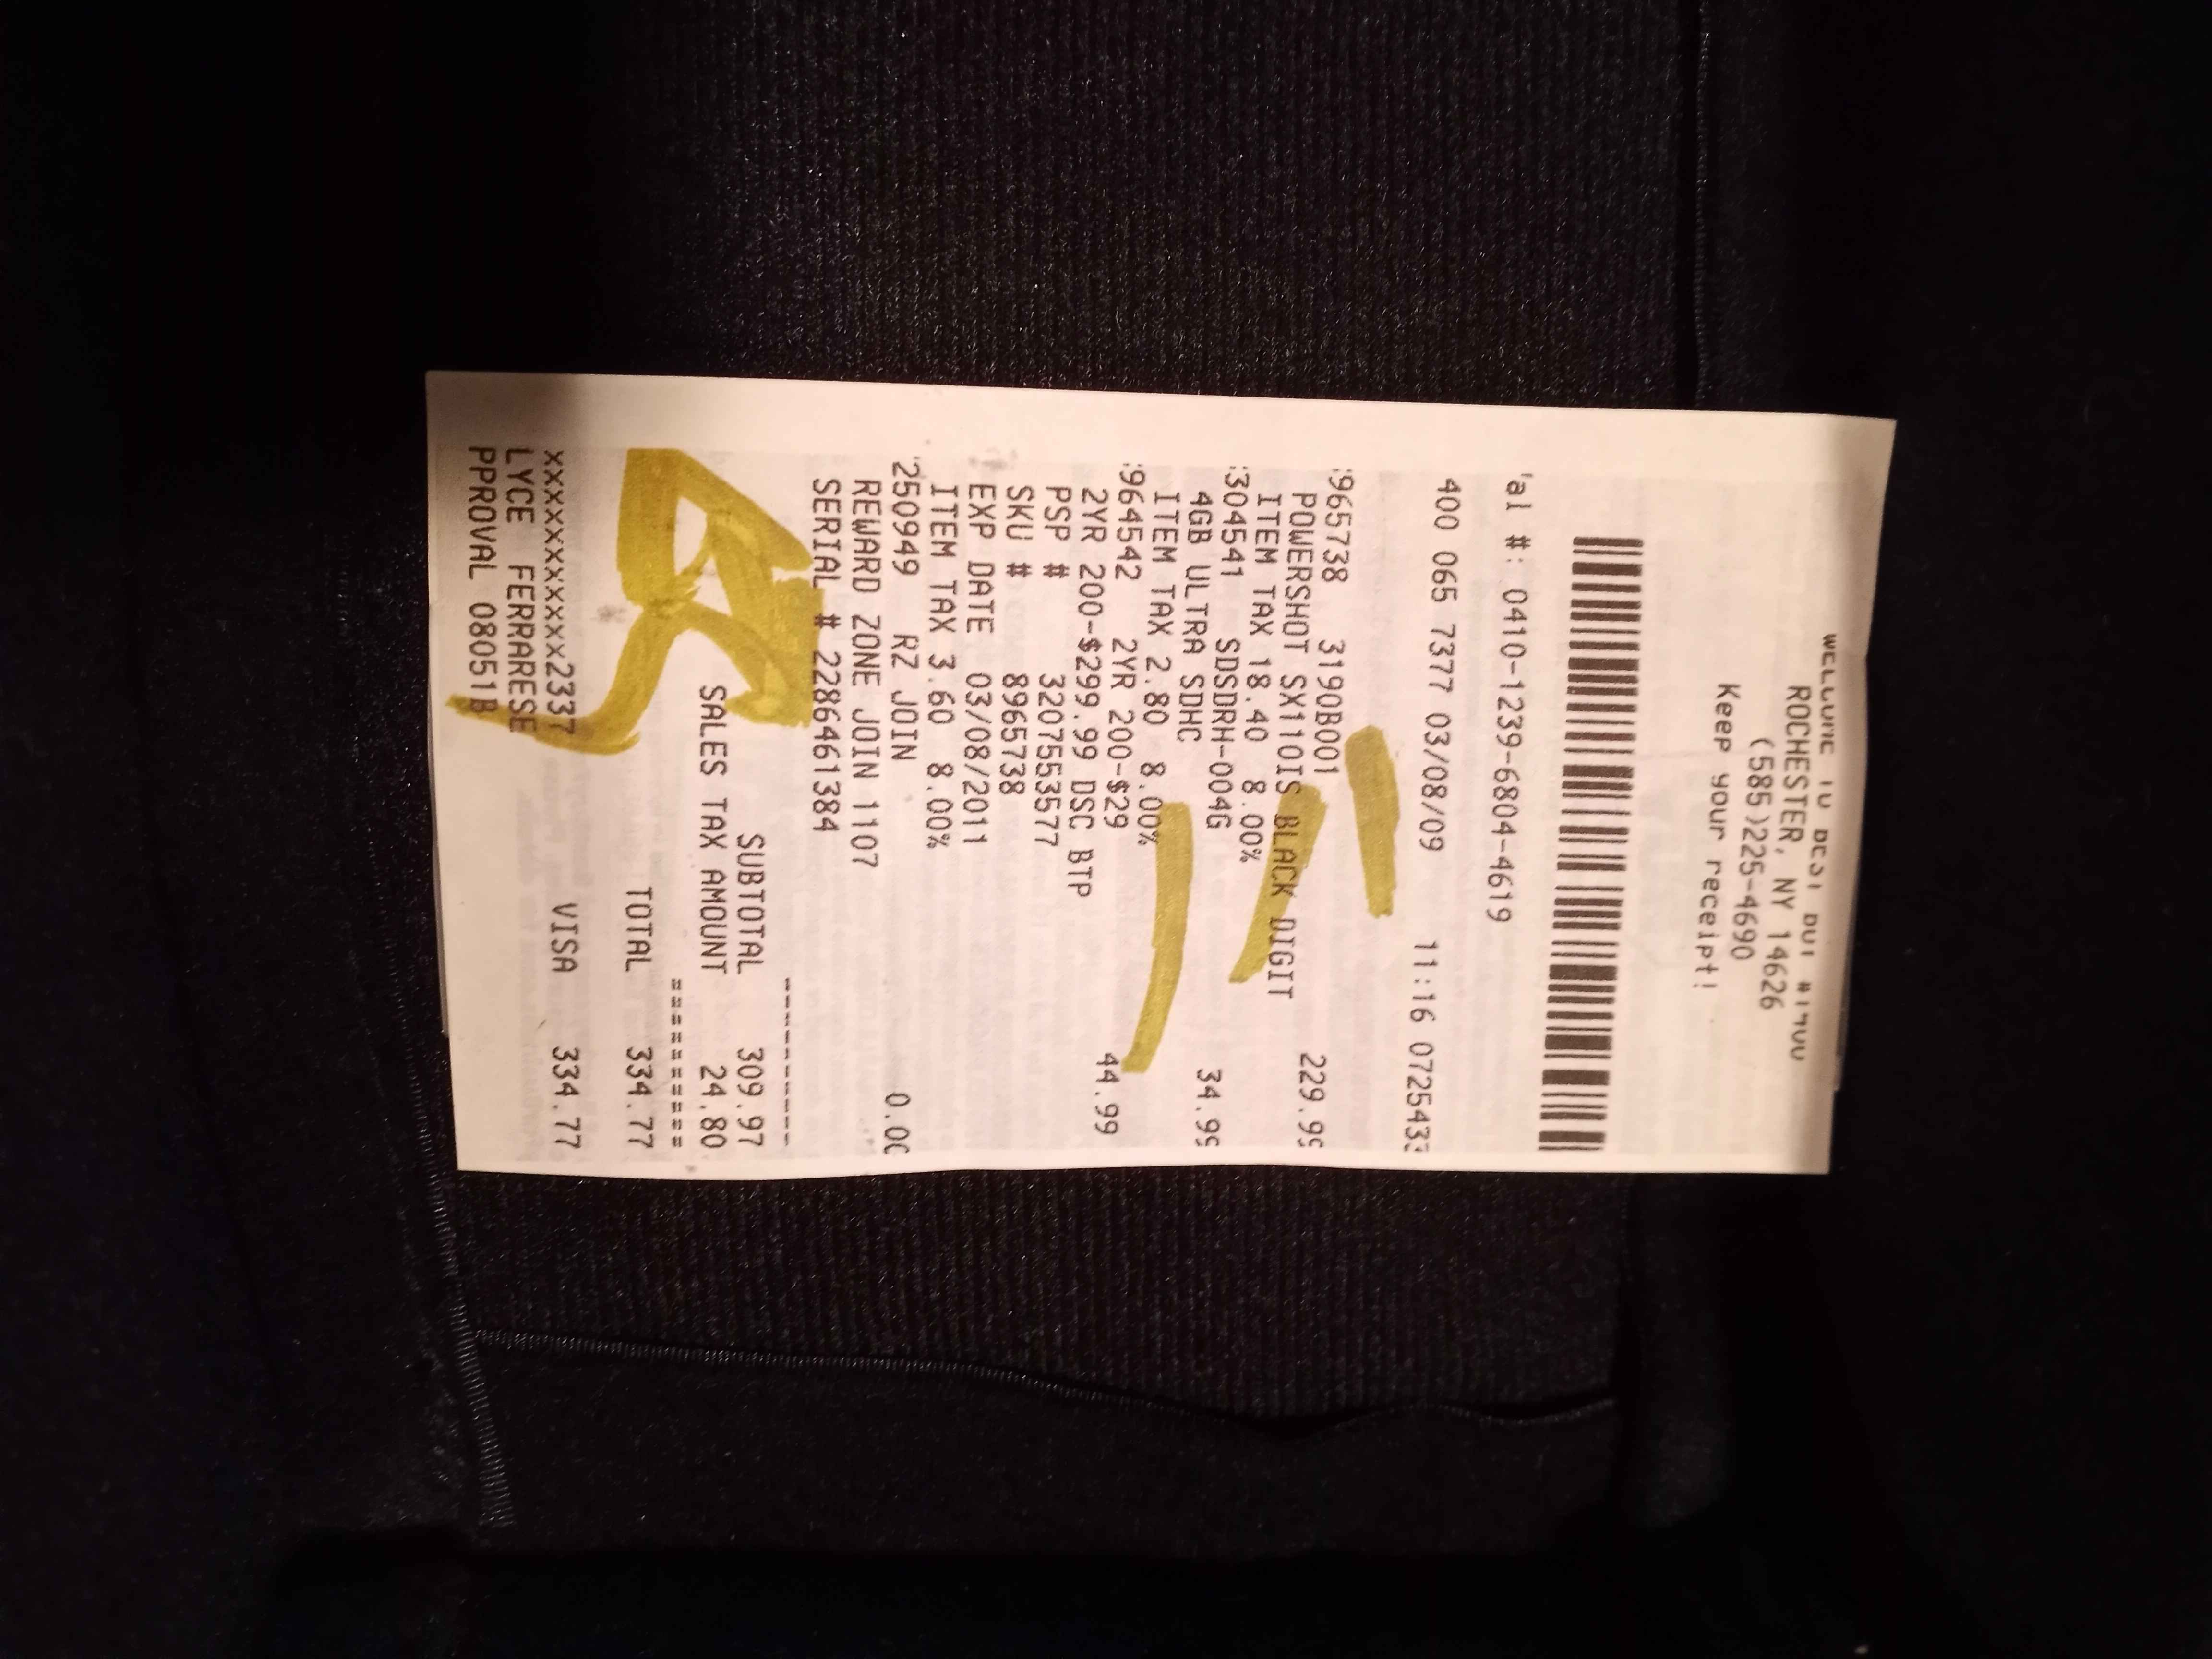 ROCHESTER, NY 14626
(585)225-4690
Keep your receipt!
al #: 0410-1239-6804-4619
400 065 7377 03/08/09 11:16 0725433
965738 3190B001 229.99
POWERSHOT SX110IS BLACK DIGIT
ITEM TAX 18.40 8.00%
304541 SDSDRH-004G 34.99
4GB ULTRA SDHC
ITEM TAX 2.80 8.00%
964542 2YR 200-$29 44.99
2YR 200-$299.99 DSC BTP
PSP # 3207553577
SKU # 8965738
EXP DATE 03/08/2011
ITEM TAX 3.60 8.00%
250949 RZ JOIN 0.00
REWARD ZONE JOIN 1107
SERIAL # 2286461384
----------
SUBTOTAL 309.97
SALES TAX AMOUNT 24.80
==========
TOTAL 334.77
xxxxxxxxxxxx2337 VISA 334.77
LYCE FERRARESE
PPROVAL 08051B